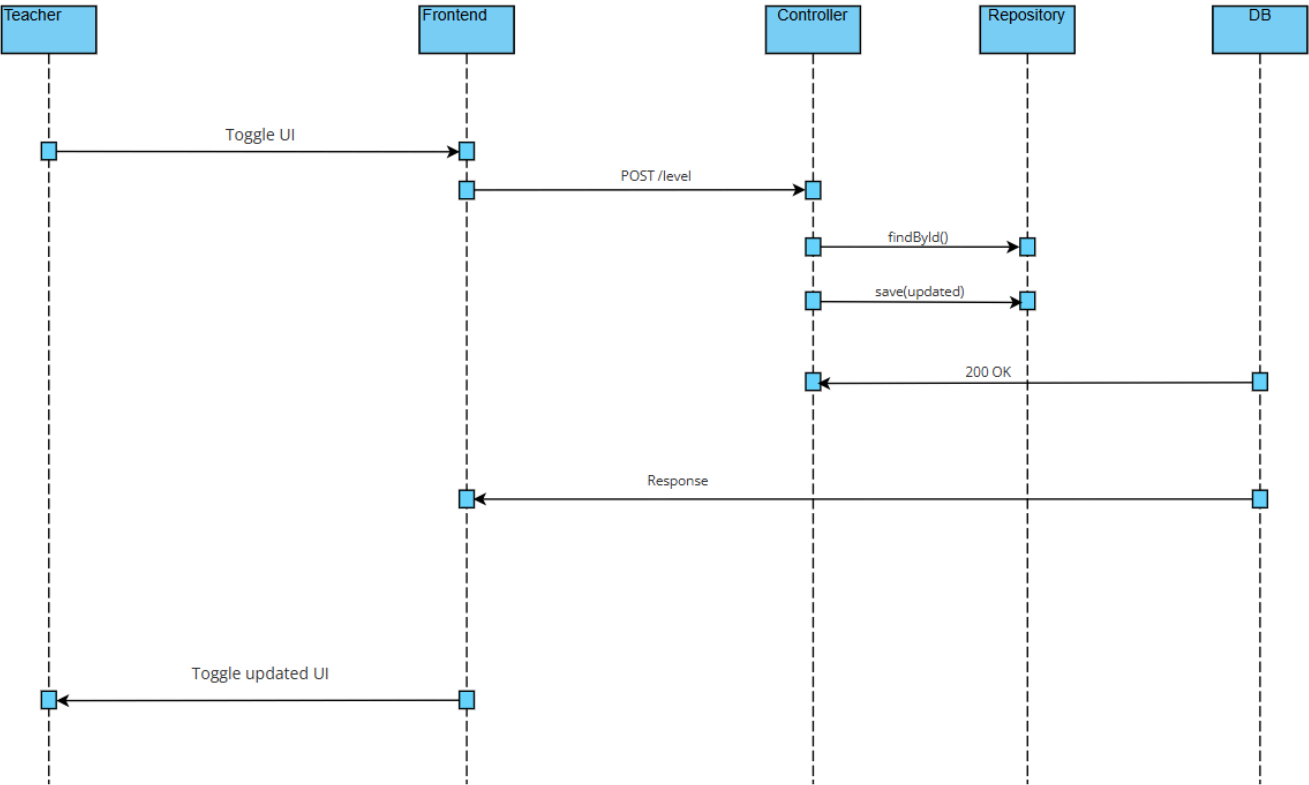 Teacher
Frontend
Controller
Repository
DB
Toggle UI
POST /level
findById()
save(updated)
200 OK
Response
Toggle updated UI